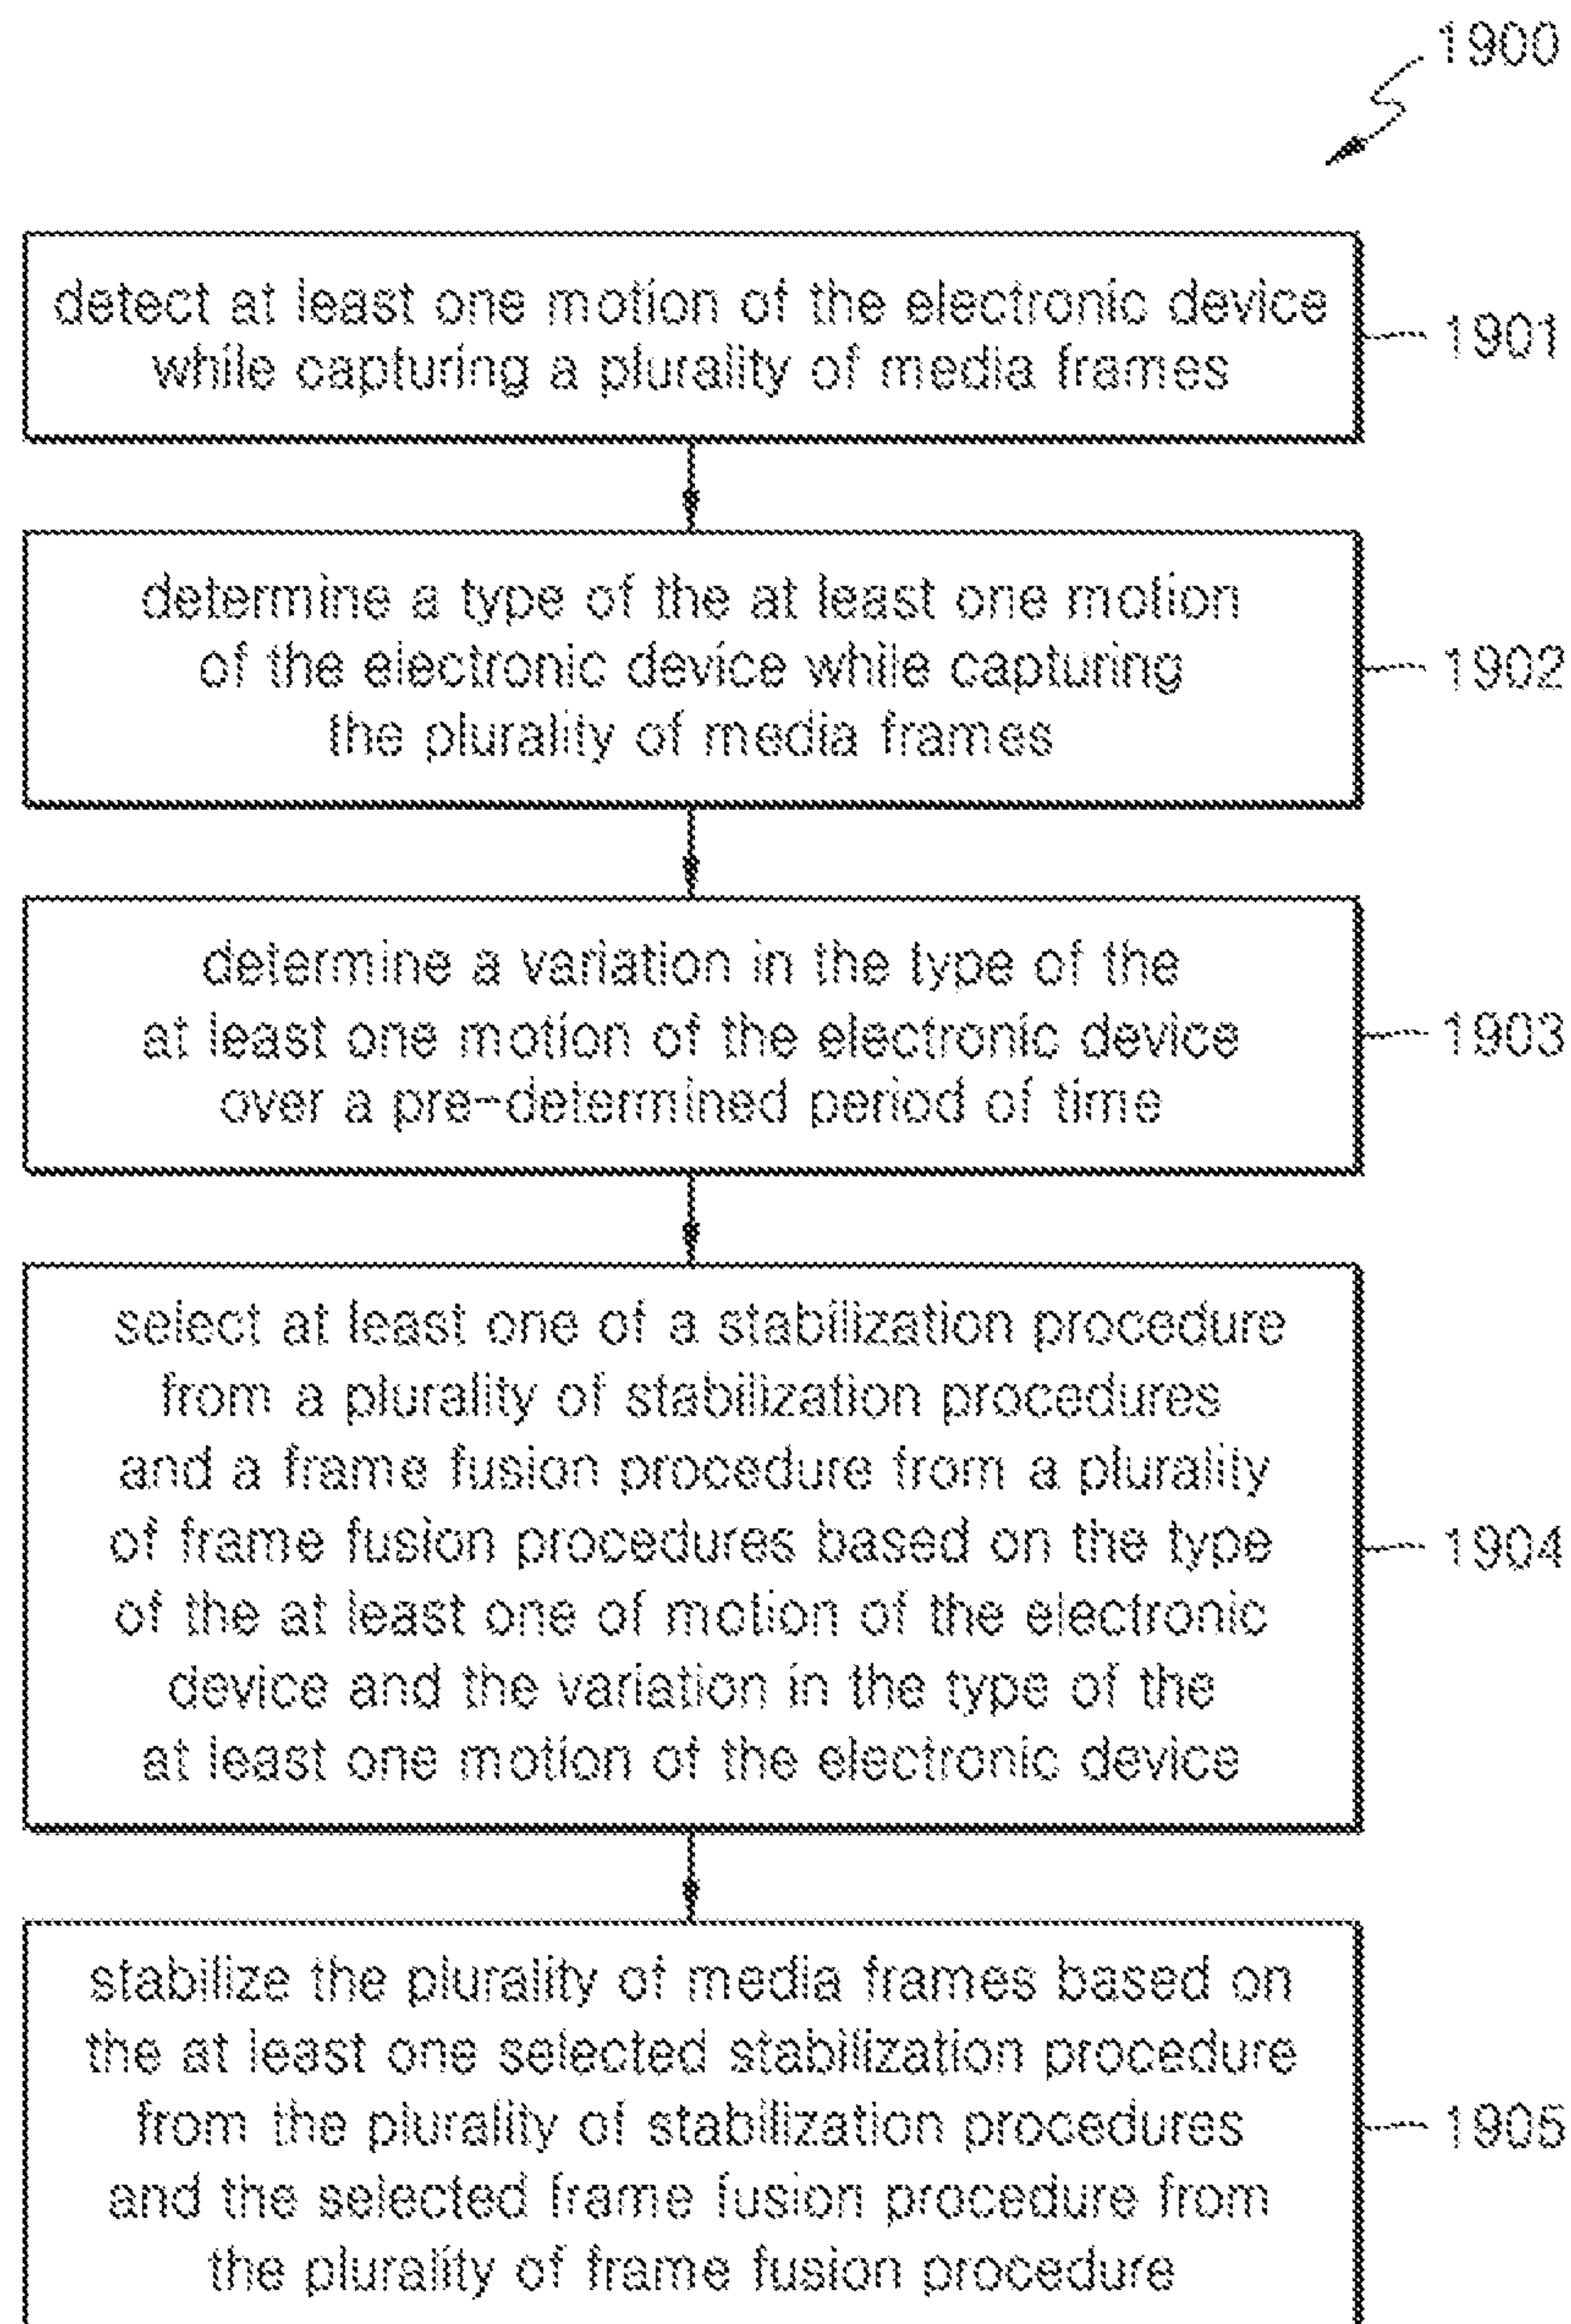 1900
detect at least one motion of the electronic device
while capturing a plurality of media frames
1901
determine a type of the at least one motion
of the electronic device while capturing
the plurality of media frames
1902
determine a variation in the type of the
at least one motion of the electronic device
over a pre-determined period of time
1903
select at least one of a stabilization procedure
from a plurality of stabilization procedures
and a frame fusion procedure from a plurality
of frame fusion procedures based on the type
of the at least one of motion of the electronic
device and the variation in the type of the
at least one motion of the electronic device
1904
stabilize the plurality of media frames based on
the at least one selected stabilization procedure
from the plurality of stabilization procedures
and the selected frame fusion procedure from
the plurality of frame fusion procedure
1905